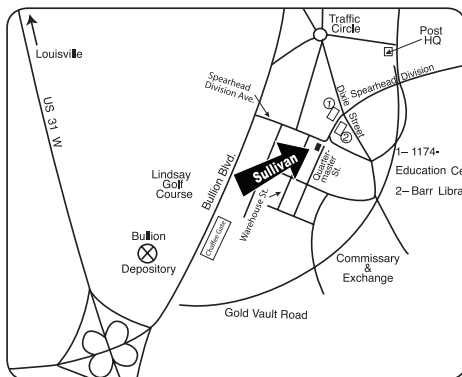 Traffic
Circle
Post
HQ
Louisville
US 31 W
Spearhead
Division Ave.
Spearhead Division
Dixie
Street
1
2
Bullion Blvd.
Sullivan
Quarter-
master
St.
1– 1174-
Education Ce
2– Barr Libra
Lindsay
Golf
Course
Warehouse St.
Chaffee Gate
Bullion
Depository
Commissary
&
Exchange
Gold Vault Road